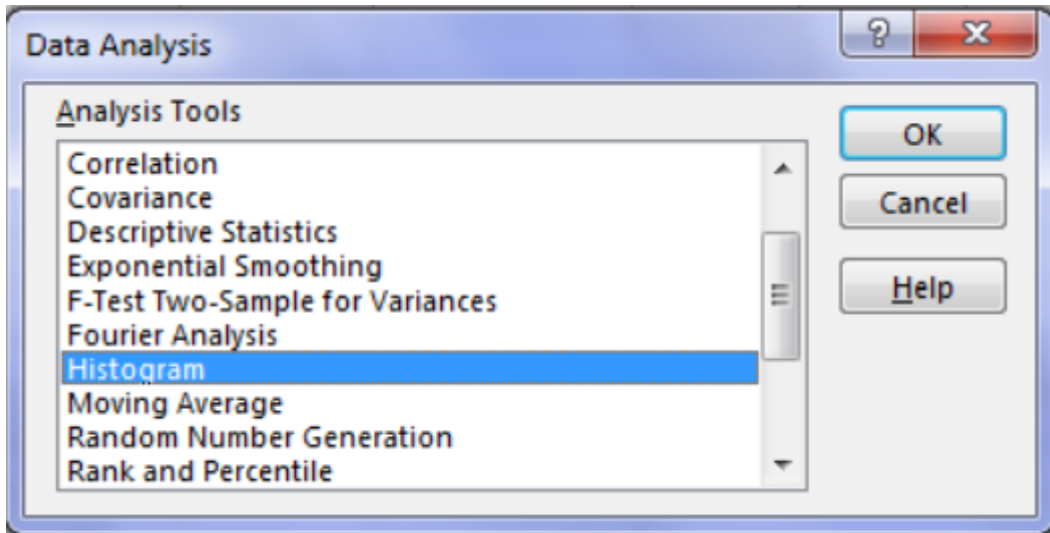 Data Analysis
?
Analysis Tools
Correlation
Covariance
Descriptive Statistics
Exponential Smoothing
F-Test Two-Sample for Variances
Fourier Analysis
Histogram
Moving Average
Random Number Generation
Rank and Percentile
OK
Cancel
Help